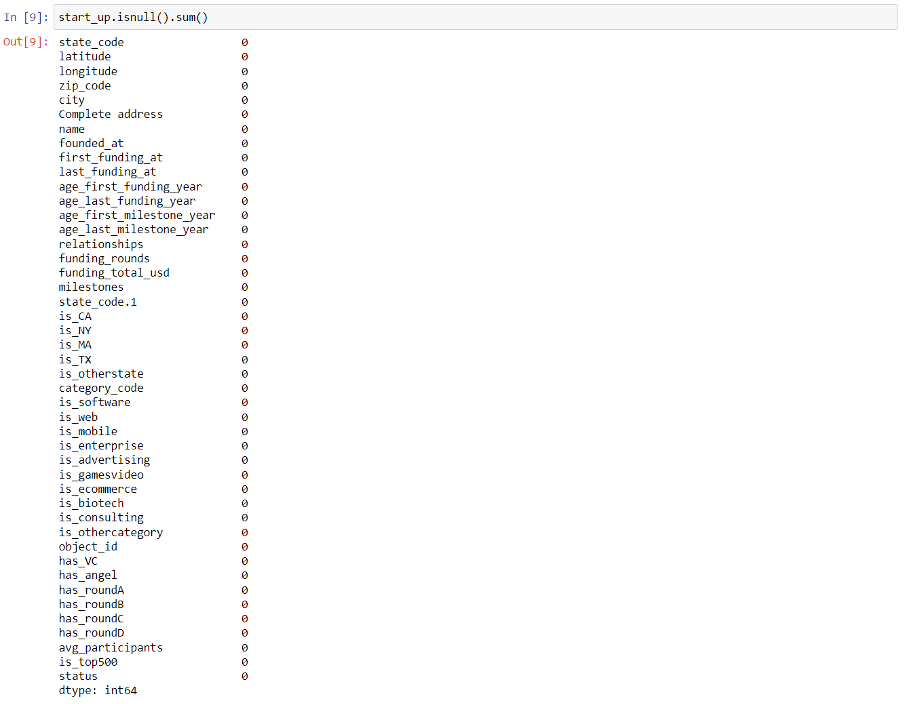 In [9]: start_up.isnull().sum()
Out[9]: state_code 0
latitude 0
longitude 0
zip_code 0
city 0
Complete address 0
name 0
founded_at 0
first_funding_at 0
last_funding_at 0
age_first_funding_year 0
age_last_funding_year 0
age_first_milestone_year 0
age_last_milestone_year 0
relationships 0
funding_rounds 0
funding_total_usd 0
milestones 0
state_code.1 0
is_CA 0
is_NY 0
is_MA 0
is_TX 0
is_otherstate 0
category_code 0
is_software 0
is_web 0
is_mobile 0
is_enterprise 0
is_advertising 0
is_gamesvideo 0
is_ecommerce 0
is_biotech 0
is_consulting 0
is_othercategory 0
object_id 0
has_VC 0
has_angel 0
has_roundA 0
has_roundB 0
has_roundC 0
has_roundD 0
avg_participants 0
is_top500 0
status 0
dtype: int64